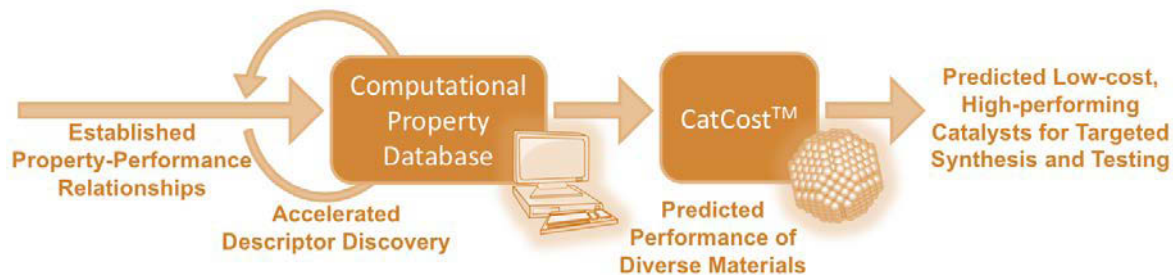 Established
Property-Performance
Relationships
Accelerated
Descriptor Discovery
Computational
Property
Database
CatCost™
Predicted
Performance of
Diverse Materials
Predicted Low-cost,
High-performing
Catalysts for Targeted
Synthesis and Testing